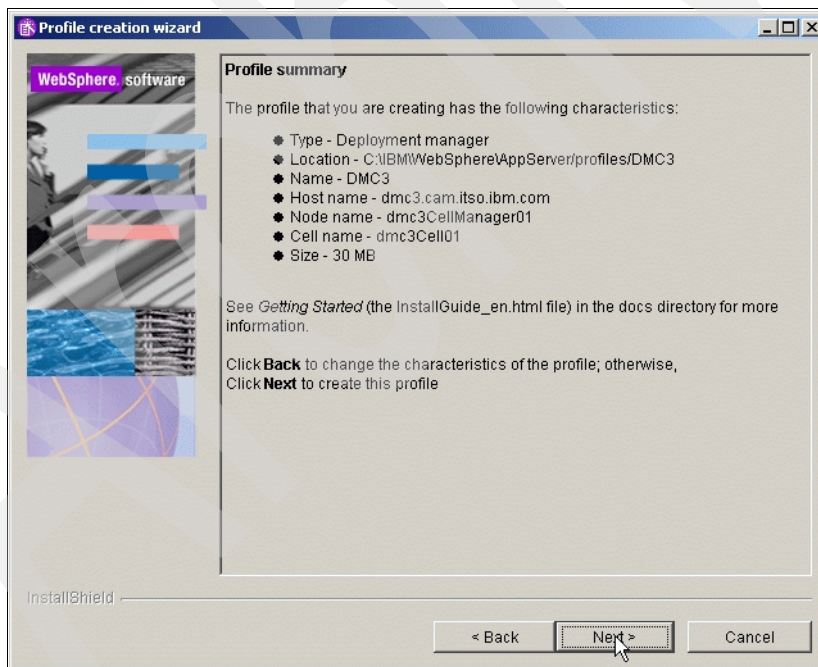 Profile creation wizard
WebSphere. software
Profile summary
The profile that you are creating has the following characteristics:
Type - Deployment manager
Location - C:\IBM\WebSphere\AppServer/profiles/DMC3
Name - DMC3
Host name - dmc3.cam.itso.ibm.com
Node name - dmc3CellManager01
Cell name - dmc3Cell01
Size - 30 MB
See Getting Started (the InstallGuide_en.html file) in the docs directory for more
information.
Click Back to change the characteristics of the profile; otherwise,
Click Next to create this profile
InstallShield
< Back
Next >
Cancel